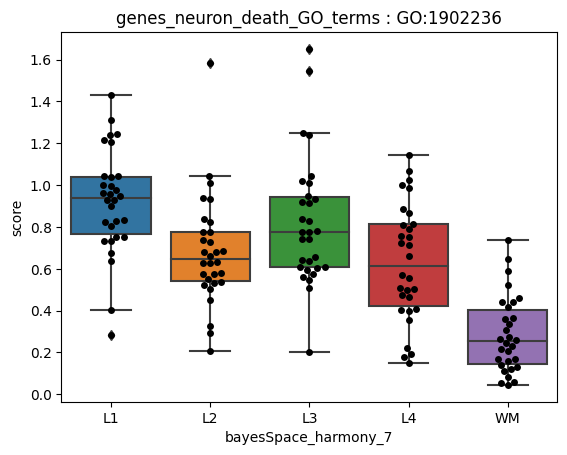 genes_neuron_death_GO_terms : GO:1902236
score
1.6
1.4
1.2
1.0
0.8
0.6
0.4
0.2
0.0
L1 L2 L3 L4 WM
bayesSpace_harmony_7